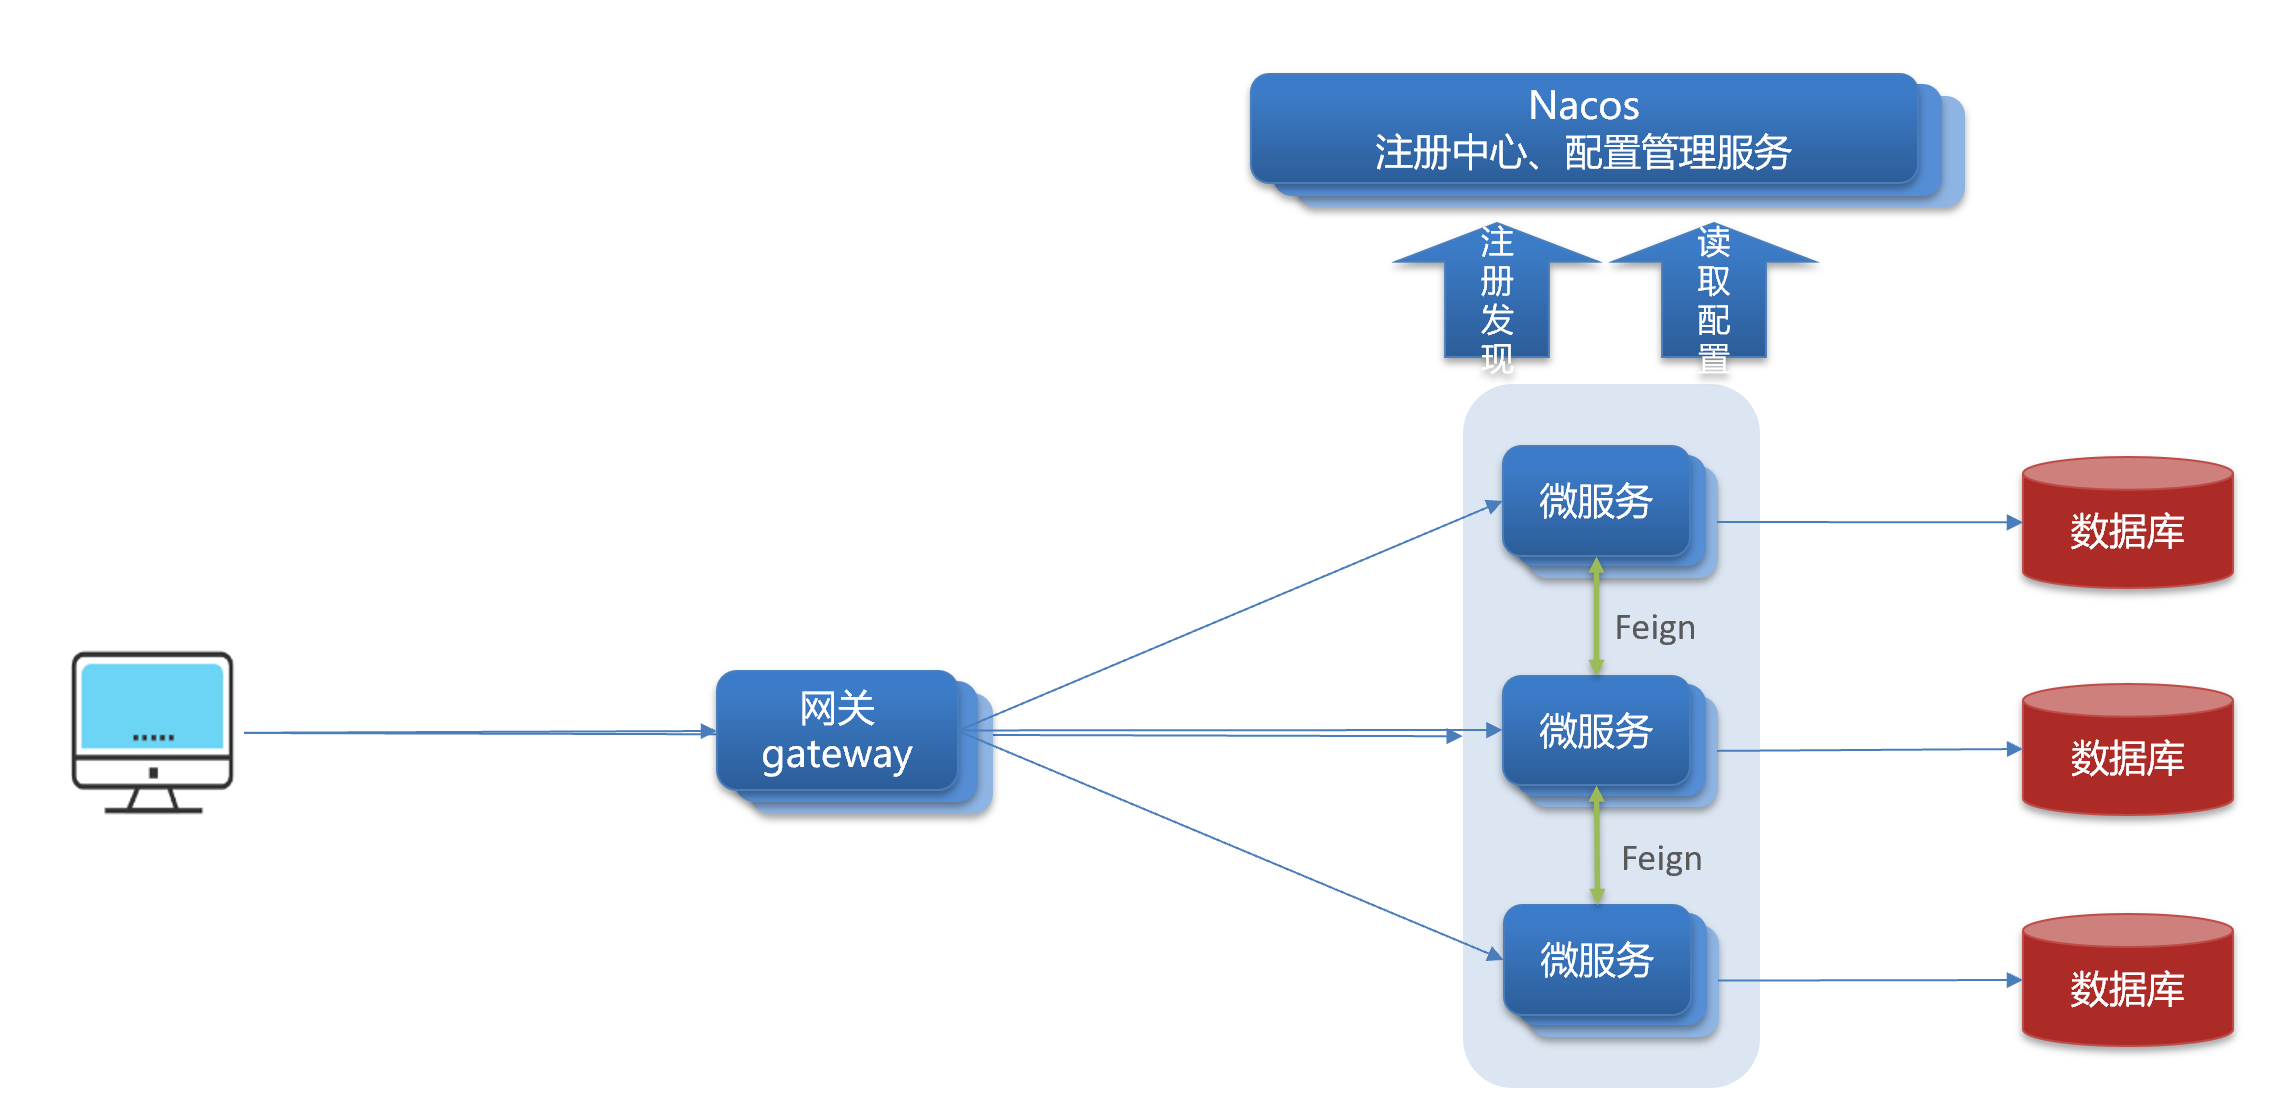 Nacos
注册中心、配置管理服务
注册发现
读取配置
微服务
数据库
Feign
网关
gateway
微服务
数据库
Feign
微服务
数据库